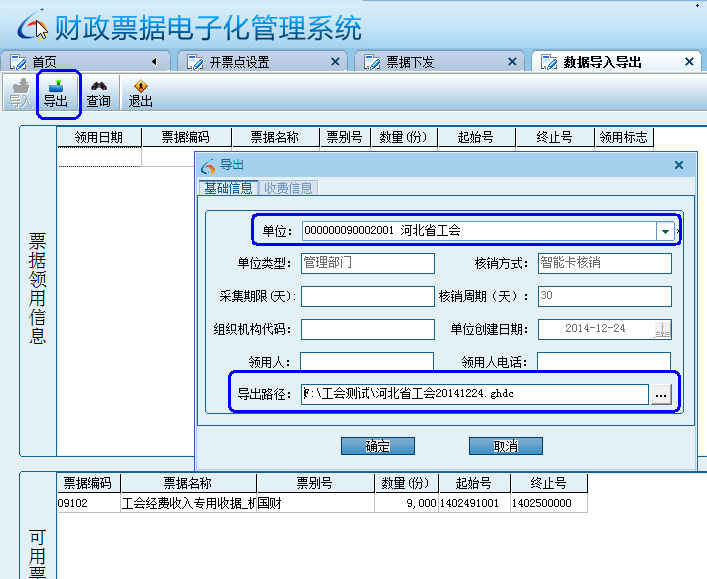 财政票据电子化管理系统
首页 开票点设置 票据下发 数据导入导出
导入 导出 查询 退出
领用日期 票据编码 票据名称 票别号 数量(份) 起始号 终止号 领用标志
票据领用信息
导出
基础信息 收费信息
单位: 000000090002001 河北省工会
单位类型: 管理部门 核销方式: 智能卡核销
采集期限(天): 核销周期（天）: 30
组织机构代码: 单位创建日期: 2014-12-24
领用人: 领用人电话:
导出路径: F:\工会测试\河北省工会20141224.ghdc ...
确定 取消
票据编码 票据名称 票别号 数量(份) 起始号 终止号
09102 工会经费收入专用收据_机 国财 9,000 1402491001 1402500000
可用票